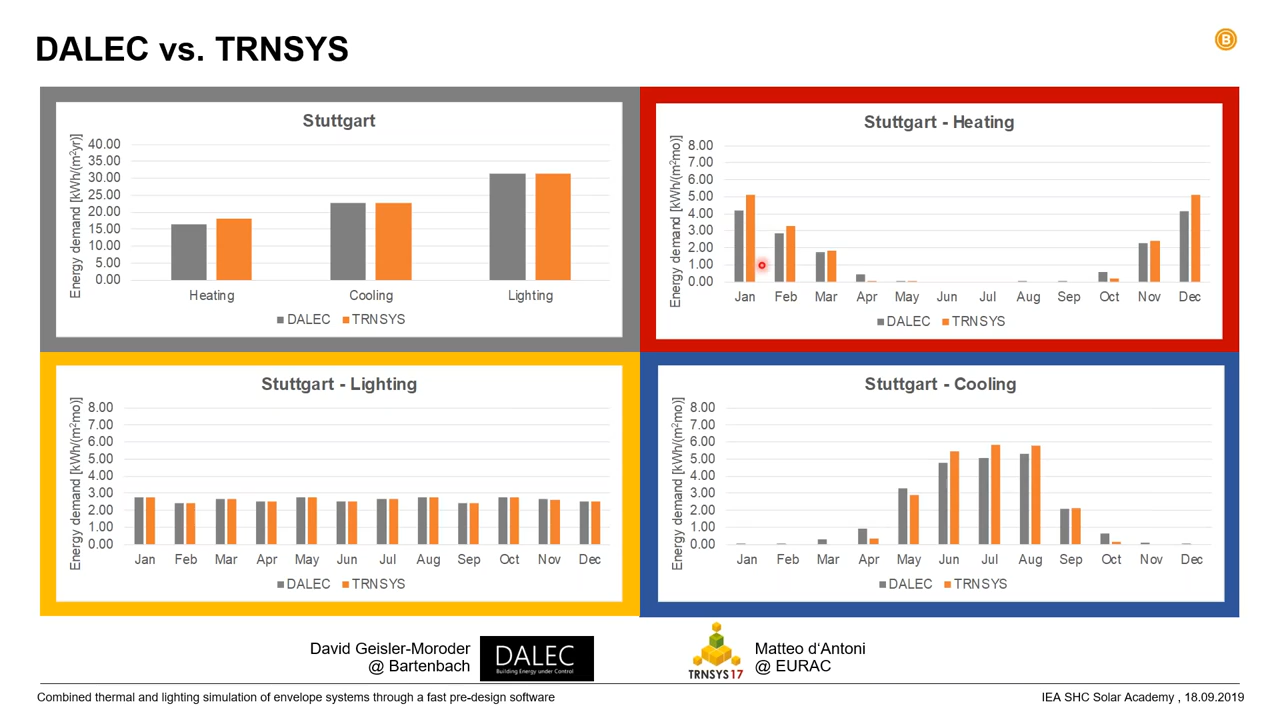 DALEC vs. TRNSYS
B
Stuttgart
Energy demand [kWh/(m²yr)]
40.00
35.00
30.00
25.00
20.00
15.00
10.00
5.00
0.00
Heating Cooling Lighting
DALEC TRNSYS
Stuttgart - Heating
Energy demand [kWh/(m²mo)]
8.00
7.00
6.00
5.00
4.00
3.00
2.00
1.00
0.00
Jan Feb Mar Apr May Jun Jul Aug Sep Oct Nov Dec
DALEC TRNSYS
Stuttgart - Lighting
Energy demand [kWh/(m²mo)]
8.00
7.00
6.00
5.00
4.00
3.00
2.00
1.00
0.00
Jan Feb Mar Apr May Jun Jul Aug Sep Oct Nov Dec
DALEC TRNSYS
Stuttgart - Cooling
Energy demand [kWh/(m²mo)]
8.00
7.00
6.00
5.00
4.00
3.00
2.00
1.00
0.00
Jan Feb Mar Apr May Jun Jul Aug Sep Oct Nov Dec
DALEC TRNSYS
David Geisler-Moroder
@ Bartenbach
DALEC
Building Energy under Control
TRNSYS17
Matteo d‘Antoni
@ EURAC
Combined thermal and lighting simulation of envelope systems through a fast pre-design software
IEA SHC Solar Academy , 18.09.2019